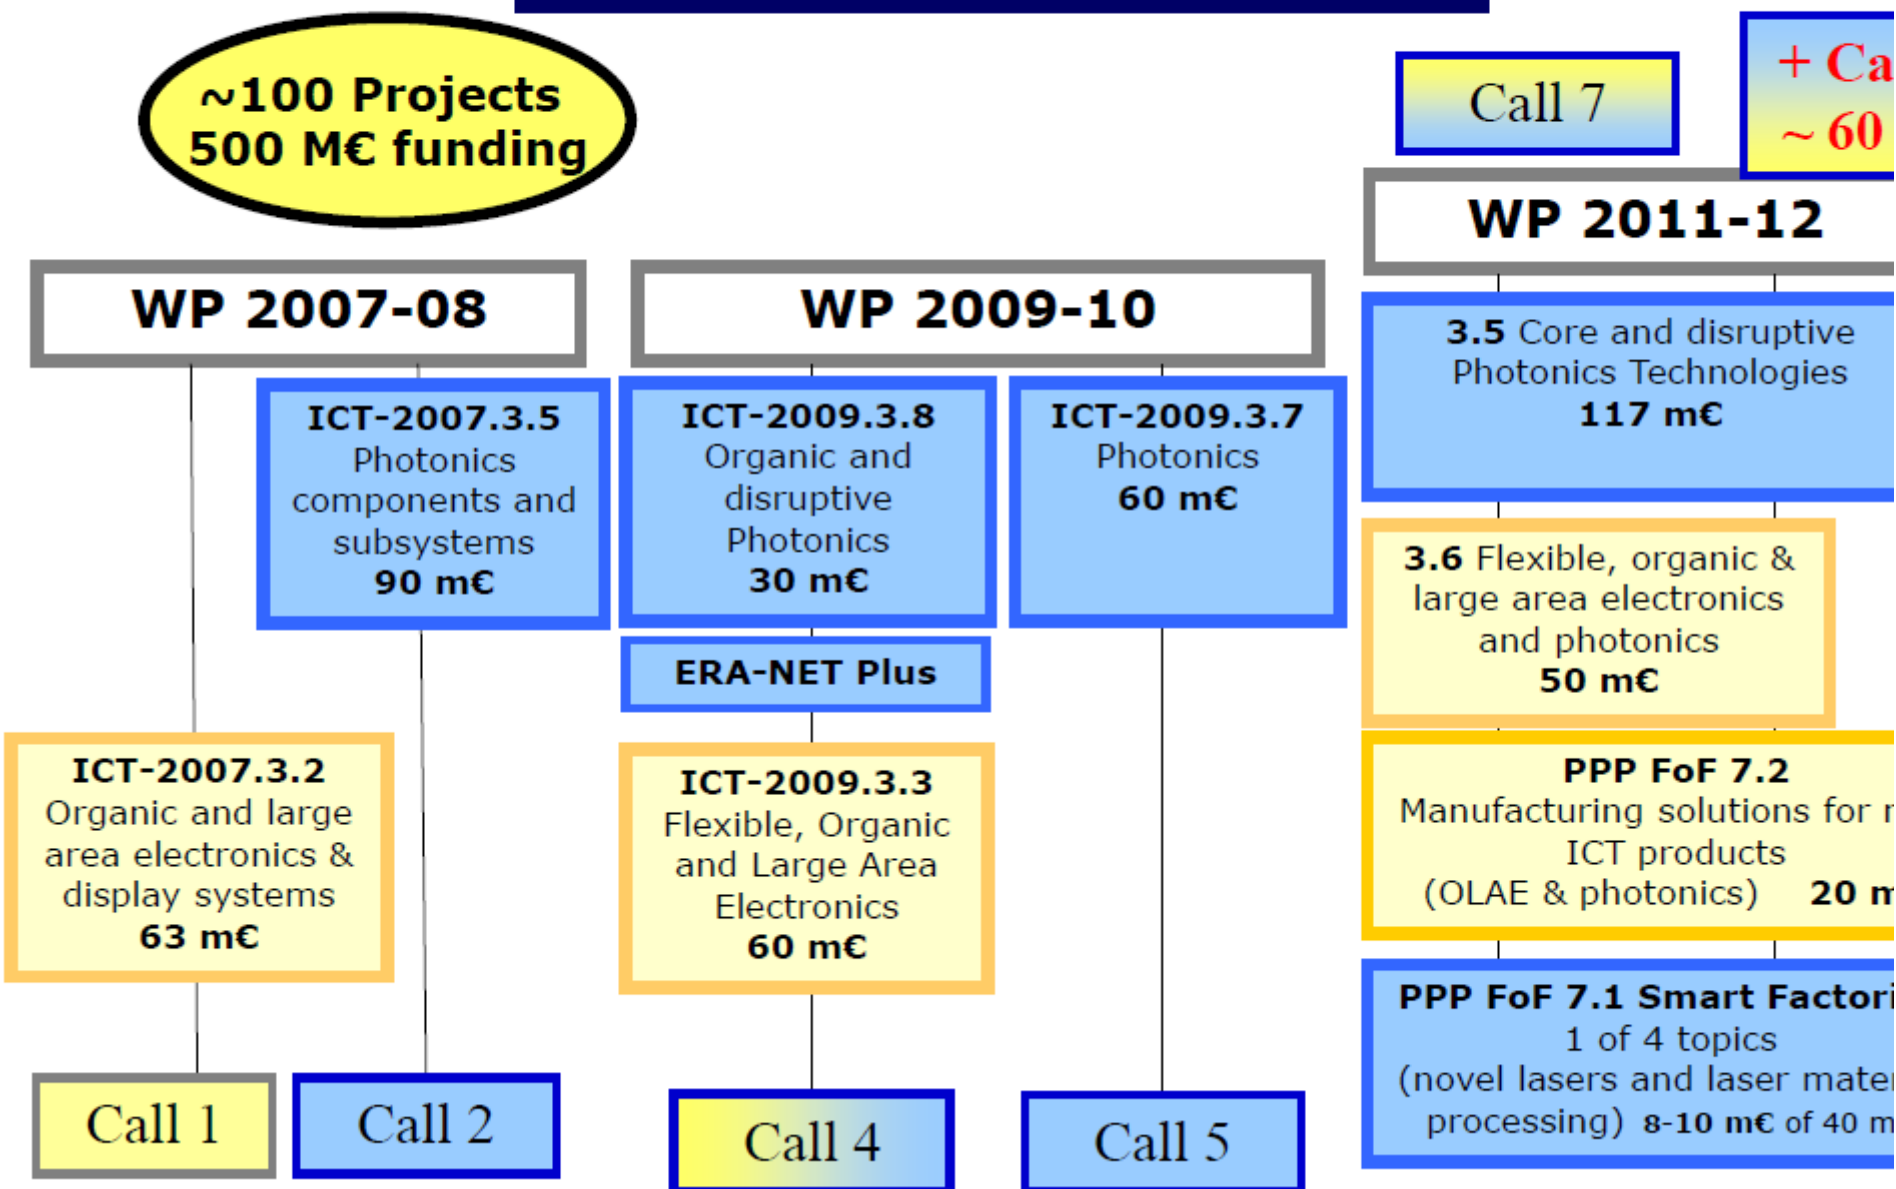 ~100 Projects
500 M€ funding
Call 7
+ Ca
~ 60
WP 2007-08
WP 2009-10
WP 2011-12
ICT-2007.3.5
Photonics
components and
subsystems
90 m€
ICT-2007.3.2
Organic and large
area electronics &
display systems
63 m€
Call 1
Call 2
ICT-2009.3.8
Organic and
disruptive
Photonics
30 m€
ERA-NET Plus
ICT-2009.3.3
Flexible, Organic
and Large Area
Electronics
60 m€
Call 4
ICT-2009.3.7
Photonics
60 m€
Call 5
3.5 Core and disruptive
Photonics Technologies
117 m€
3.6 Flexible, organic &
large area electronics
and photonics
50 m€
PPP FoF 7.2
Manufacturing solutions for
ICT products
(OLAE & photonics) 20 m
PPP FoF 7.1 Smart Factori
1 of 4 topics
(novel lasers and laser mater
processing) 8-10 m€ of 40 m